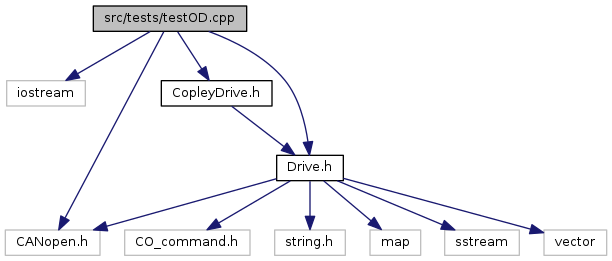 src/tests/testOD.cpp
iostream
CopleyDrive.h
Drive.h
CANopen.h
CO_command.h
string.h
map
sstream
vector